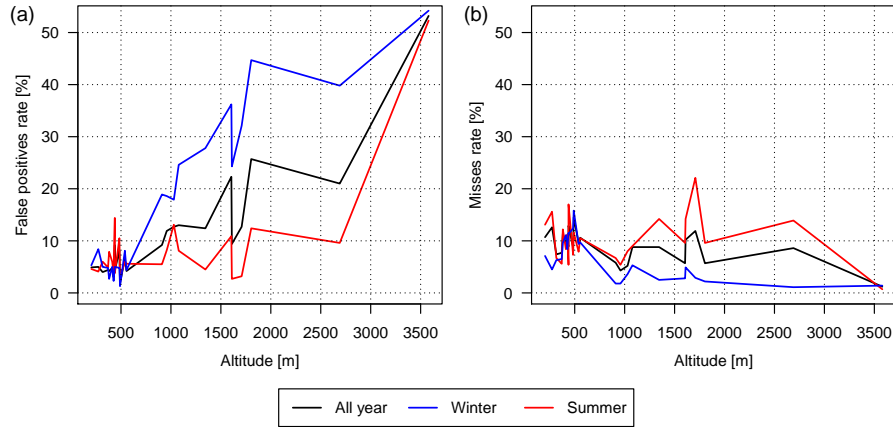 (a)
False positives rate [%]
50
40
30
20
10
0
500 1000 1500 2000 2500 3000 3500
Altitude [m]
(b)
Misses rate [%]
50
40
30
20
10
0
500 1000 1500 2000 2500 3000 3500
Altitude [m]
All year Winter Summer